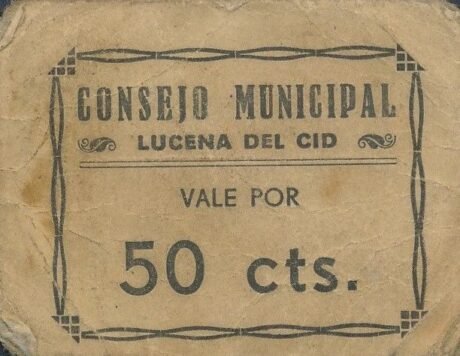 CONSEJO MUNICIPAL
LUCENA DEL CID
VALE POR
50 cts.